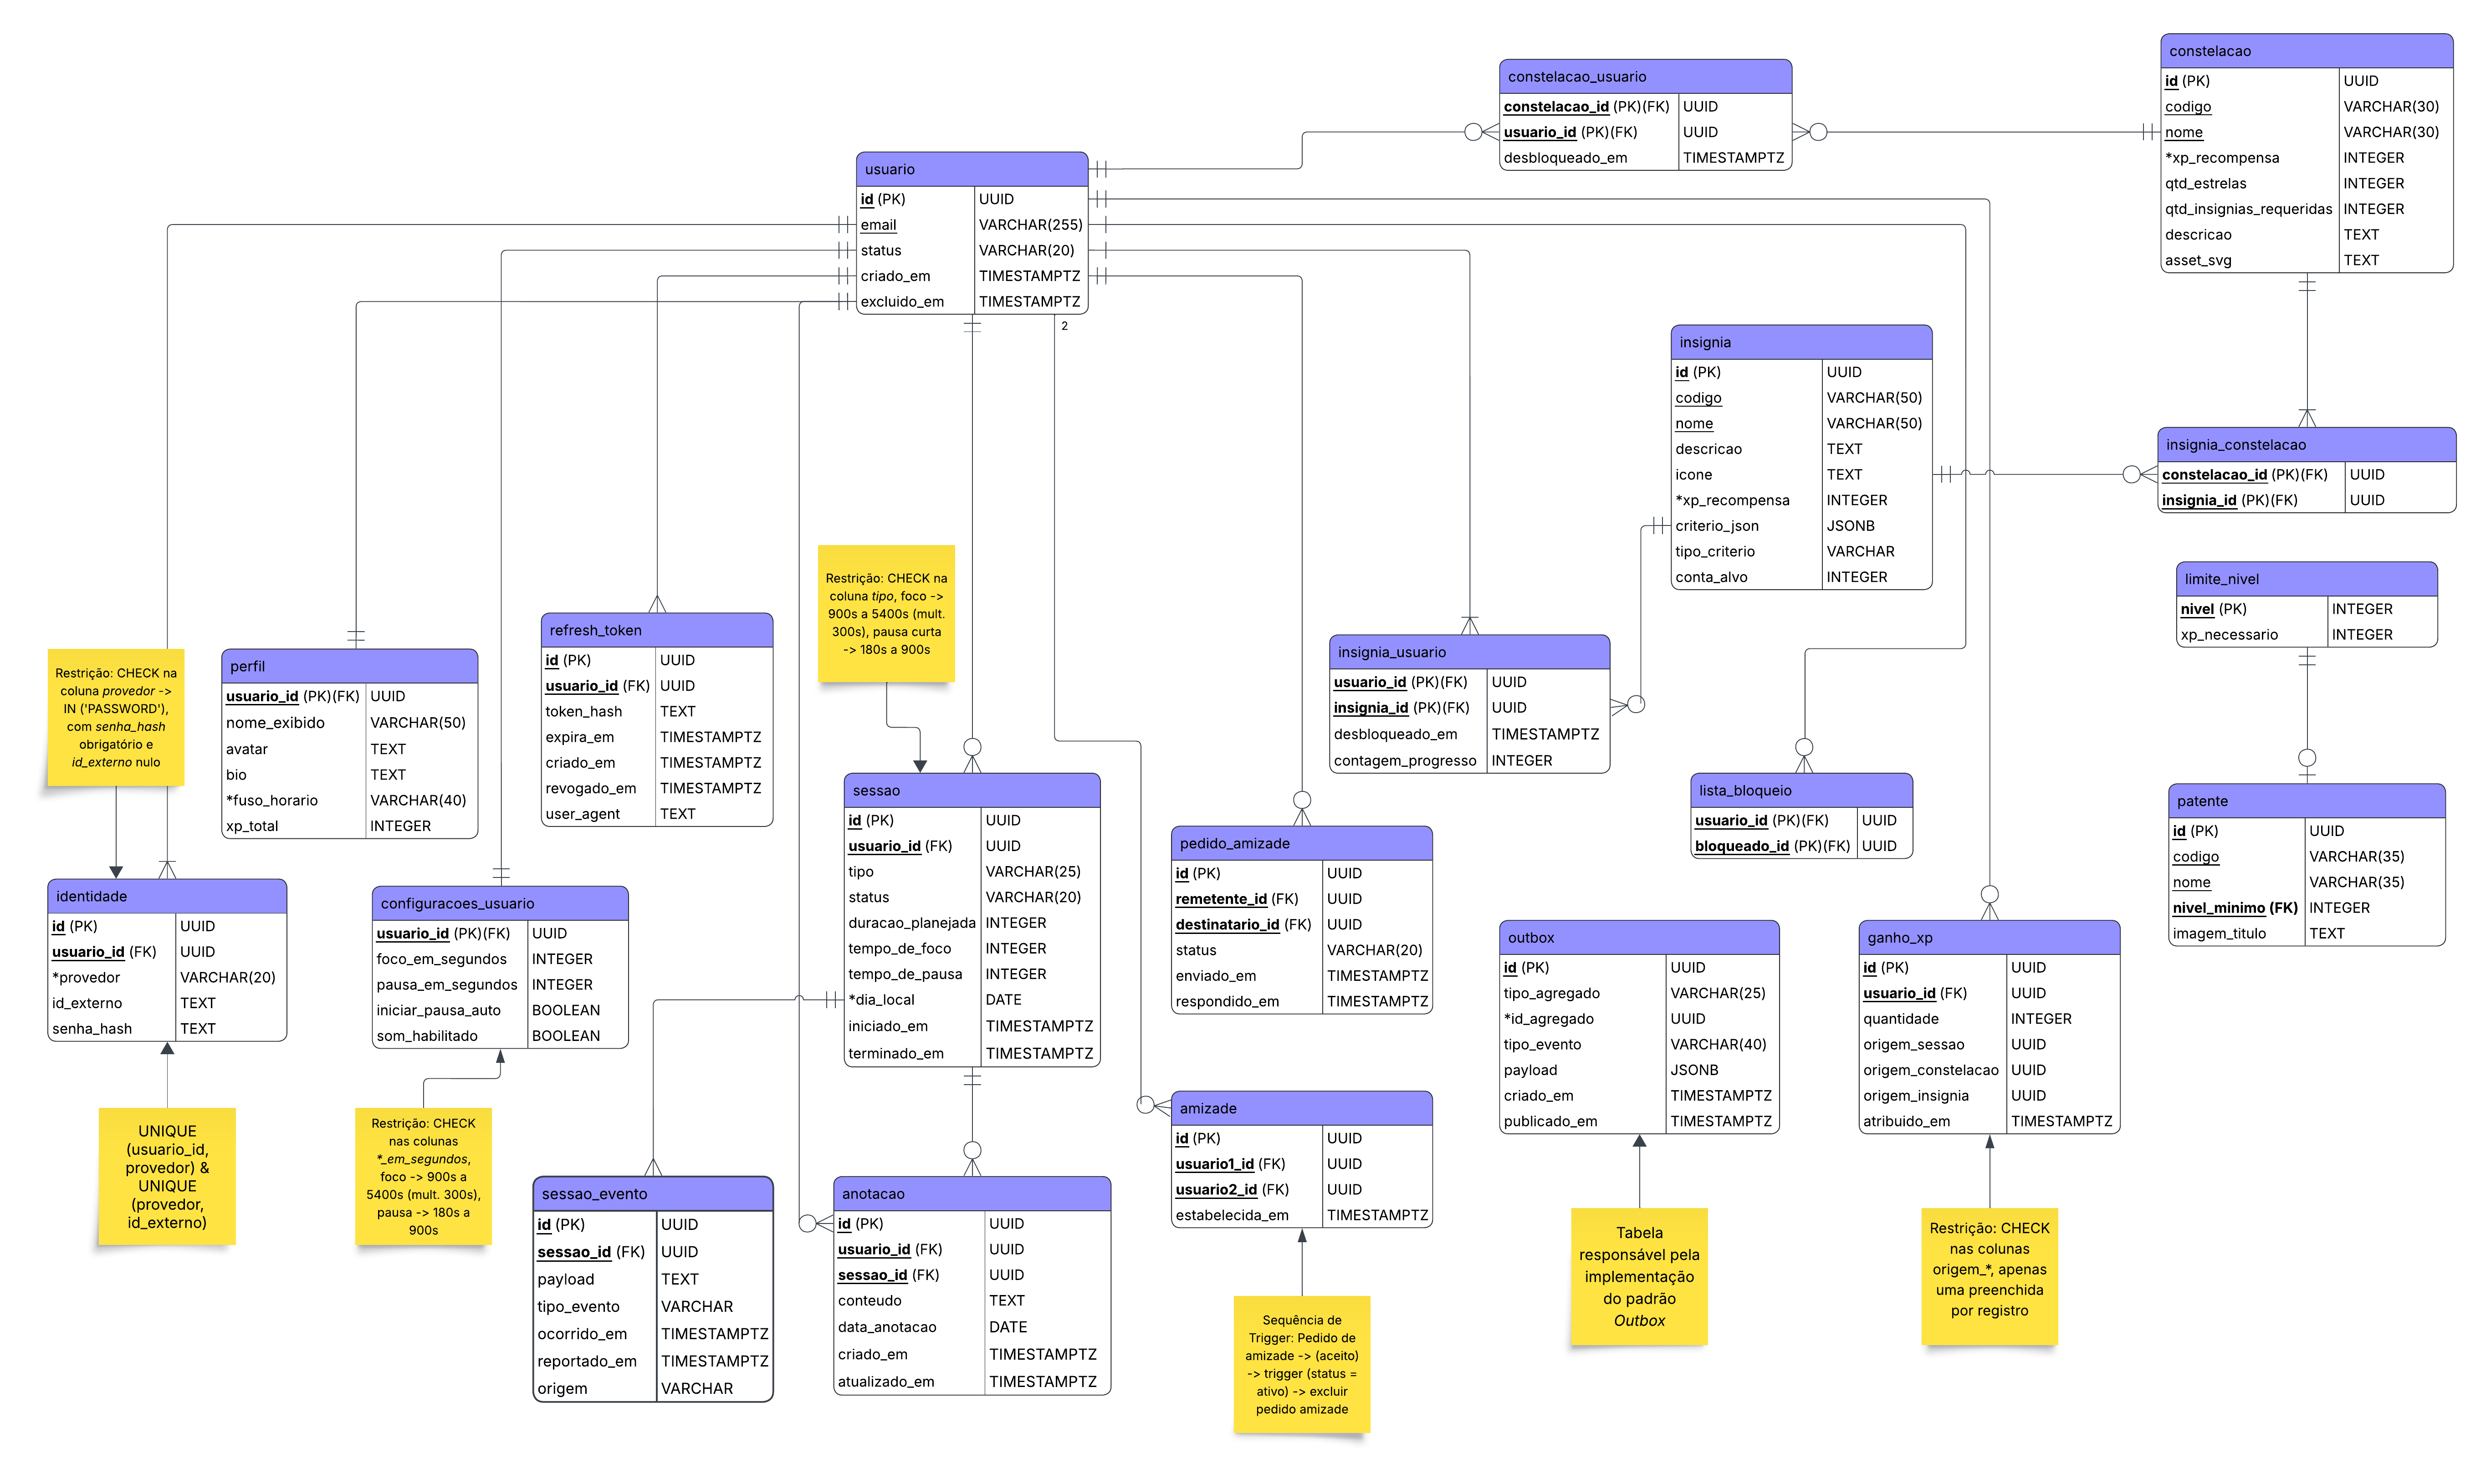 constelacao
id (PK) UUID
codigo VARCHAR(30)
nome VARCHAR(30)
*xp_recompensa INTEGER
qtd_estrelas INTEGER
qtd_insignias_requeridas INTEGER
descricao TEXT
asset_svg TEXT
constelacao_usuario
constelacao_id (PK)(FK) UUID
usuario_id (PK)(FK) UUID
desbloqueado_em TIMESTAMPTZ
usuario
id (PK) UUID
email VARCHAR(255)
status VARCHAR(20)
criado_em TIMESTAMPTZ
excluido_em TIMESTAMPTZ
2
insignia
id (PK) UUID
codigo VARCHAR(50)
nome VARCHAR(50)
descricao TEXT
icone TEXT
*xp_recompensa INTEGER
criterio_json JSONB
tipo_criterio VARCHAR
conta_alvo INTEGER
insignia_constelacao
constelacao_id (PK)(FK) UUID
insignia_id (PK)(FK) UUID
limite_nivel
nivel (PK) INTEGER
xp_necessario INTEGER
Restrição: CHECK na
coluna tipo, foco ->
900s a 5400s (mult.
300s), pausa curta
-> 180s a 900s
Restrição: CHECK na
coluna provedor ->
IN ('PASSWORD'),
com senha_hash
obrigatório e
id_externo nulo
perfil
usuario_id (PK)(FK) UUID
nome_exibido VARCHAR(50)
avatar TEXT
bio TEXT
*fuso_horario VARCHAR(40)
xp_total INTEGER
refresh_token
id (PK) UUID
usuario_id (FK) UUID
token_hash TEXT
expira_em TIMESTAMPTZ
criado_em TIMESTAMPTZ
revogado_em TIMESTAMPTZ
user_agent TEXT
insignia_usuario
usuario_id (PK)(FK) UUID
insignia_id (PK)(FK) UUID
desbloqueado_em TIMESTAMPTZ
contagem_progresso INTEGER
sessao
id (PK) UUID
usuario_id (FK) UUID
tipo VARCHAR(25)
status VARCHAR(20)
duracao_planejada INTEGER
tempo_de_foco INTEGER
tempo_de_pausa INTEGER
*dia_local DATE
iniciado_em TIMESTAMPTZ
terminado_em TIMESTAMPTZ
lista_bloqueio
usuario_id (PK)(FK) UUID
bloqueado_id (PK)(FK) UUID
patente
id (PK) UUID
codigo VARCHAR(35)
nome VARCHAR(35)
nivel_minimo (FK) INTEGER
imagem_titulo TEXT
pedido_amizade
id (PK) UUID
remetente_id (FK) UUID
destinatario_id (FK) UUID
status VARCHAR(20)
enviado_em TIMESTAMPTZ
respondido_em TIMESTAMPTZ
identidade
id (PK) UUID
usuario_id (FK) UUID
*provedor VARCHAR(20)
id_externo TEXT
senha_hash TEXT
configuracoes_usuario
usuario_id (PK)(FK) UUID
foco_em_segundos INTEGER
pausa_em_segundos INTEGER
iniciar_pausa_auto BOOLEAN
som_habilitado BOOLEAN
outbox
id (PK) UUID
tipo_agregado VARCHAR(25)
*id_agregado UUID
tipo_evento VARCHAR(40)
payload JSONB
criado_em TIMESTAMPTZ
publicado_em TIMESTAMPTZ
ganho_xp
id (PK) UUID
usuario_id (FK) UUID
quantidade INTEGER
origem_sessao UUID
origem_constelacao UUID
origem_insignia UUID
atribuido_em TIMESTAMPTZ
amizade
id (PK) UUID
usuario1_id (FK) UUID
usuario2_id (FK) UUID
estabelecida_em TIMESTAMPTZ
UNIQUE
(usuario_id,
provedor) &
UNIQUE
(provedor,
id_externo)
Restrição: CHECK
nas colunas
*_em_segundos,
foco -> 900s a
5400s (mult. 300s),
pausa -> 180s a
900s
sessao_evento
id (PK) UUID
sessao_id (FK) UUID
payload TEXT
tipo_evento VARCHAR
ocorrido_em TIMESTAMPTZ
reportado_em TIMESTAMPTZ
origem VARCHAR
anotacao
id (PK) UUID
usuario_id (FK) UUID
sessao_id (FK) UUID
conteudo TEXT
data_anotacao DATE
criado_em TIMESTAMPTZ
atualizado_em TIMESTAMPTZ
Sequência de
Trigger: Pedido de
amizade -> (aceito)
-> trigger (status =
ativo) -> excluir
pedido amizade
Tabela
responsável pela
implementação
do padrão
Outbox
Restrição: CHECK
nas colunas
origem_*, apenas
uma preenchida
por registro